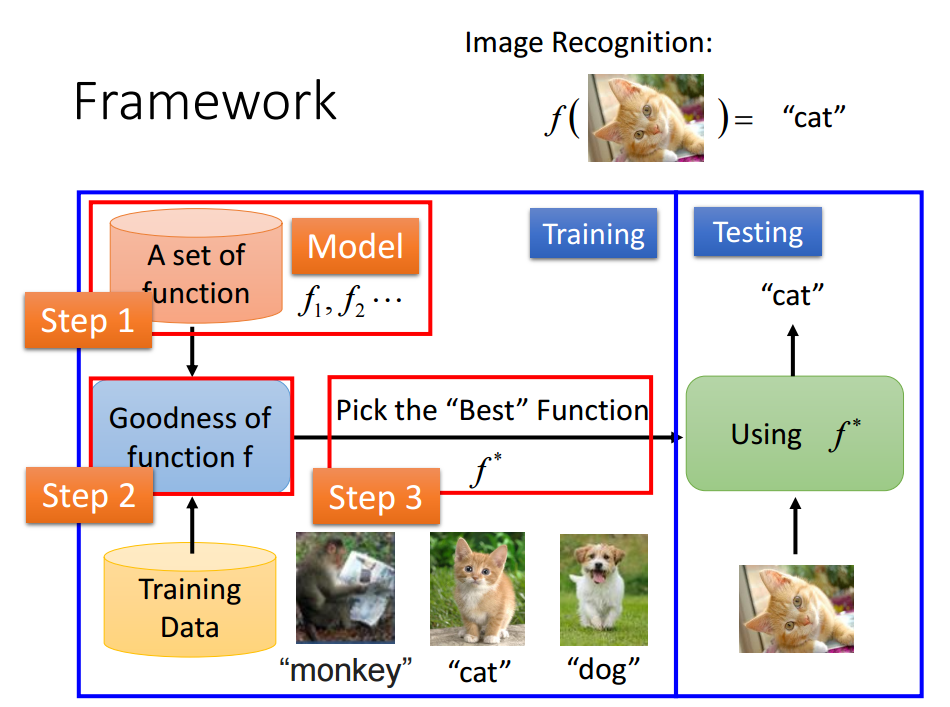 Image Recognition:
Framework
f( ) = “cat”
A set of
function
Model
f₁, f₂ ⋯
Training
Testing
Step 1
“cat”
Goodness of
function f
Pick the “Best” Function
f*
Using f*
Step 2
Step 3
Training
Data
“monkey”
“cat”
“dog”